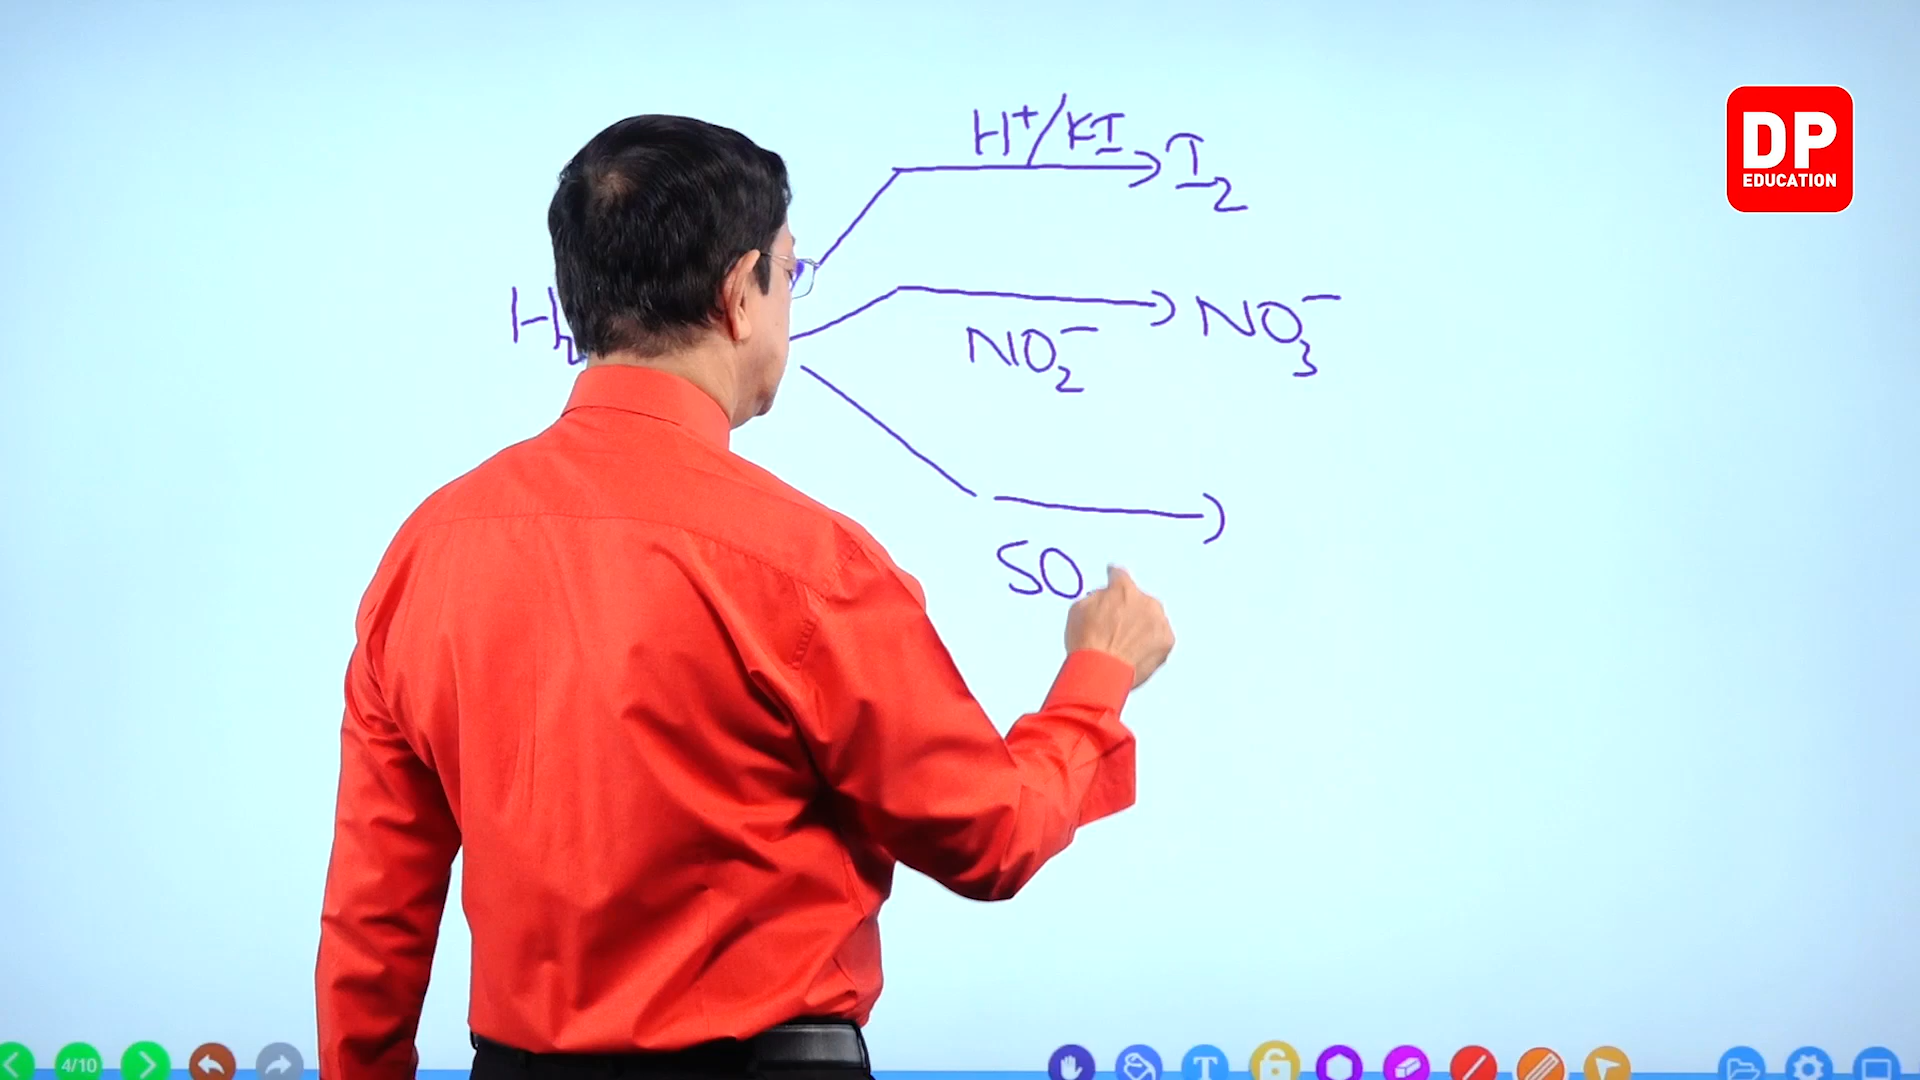 H⁺/KI I₂
DP
EDUCATION
H₂
NO₃⁻
NO₂⁻
SO
4/10
T